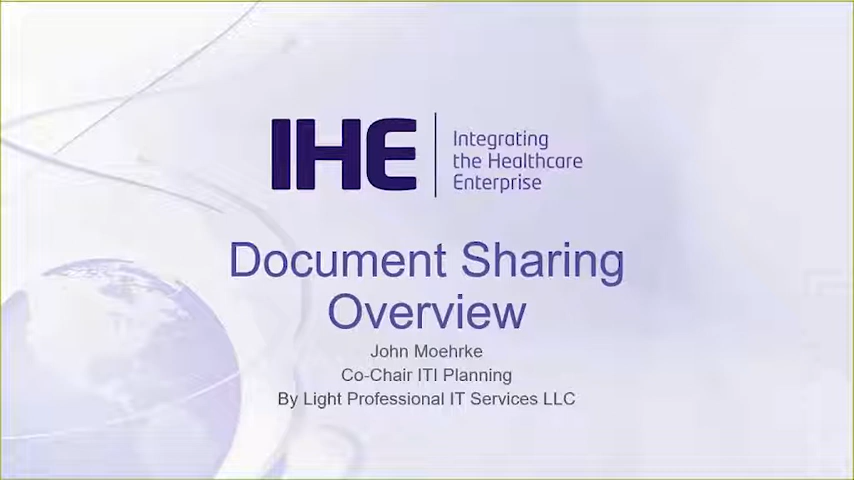 IHE
Integrating
the Healthcare
Enterprise
Document Sharing
Overview
John Moehrke
Co-Chair ITI Planning
By Light Professional IT Services LLC